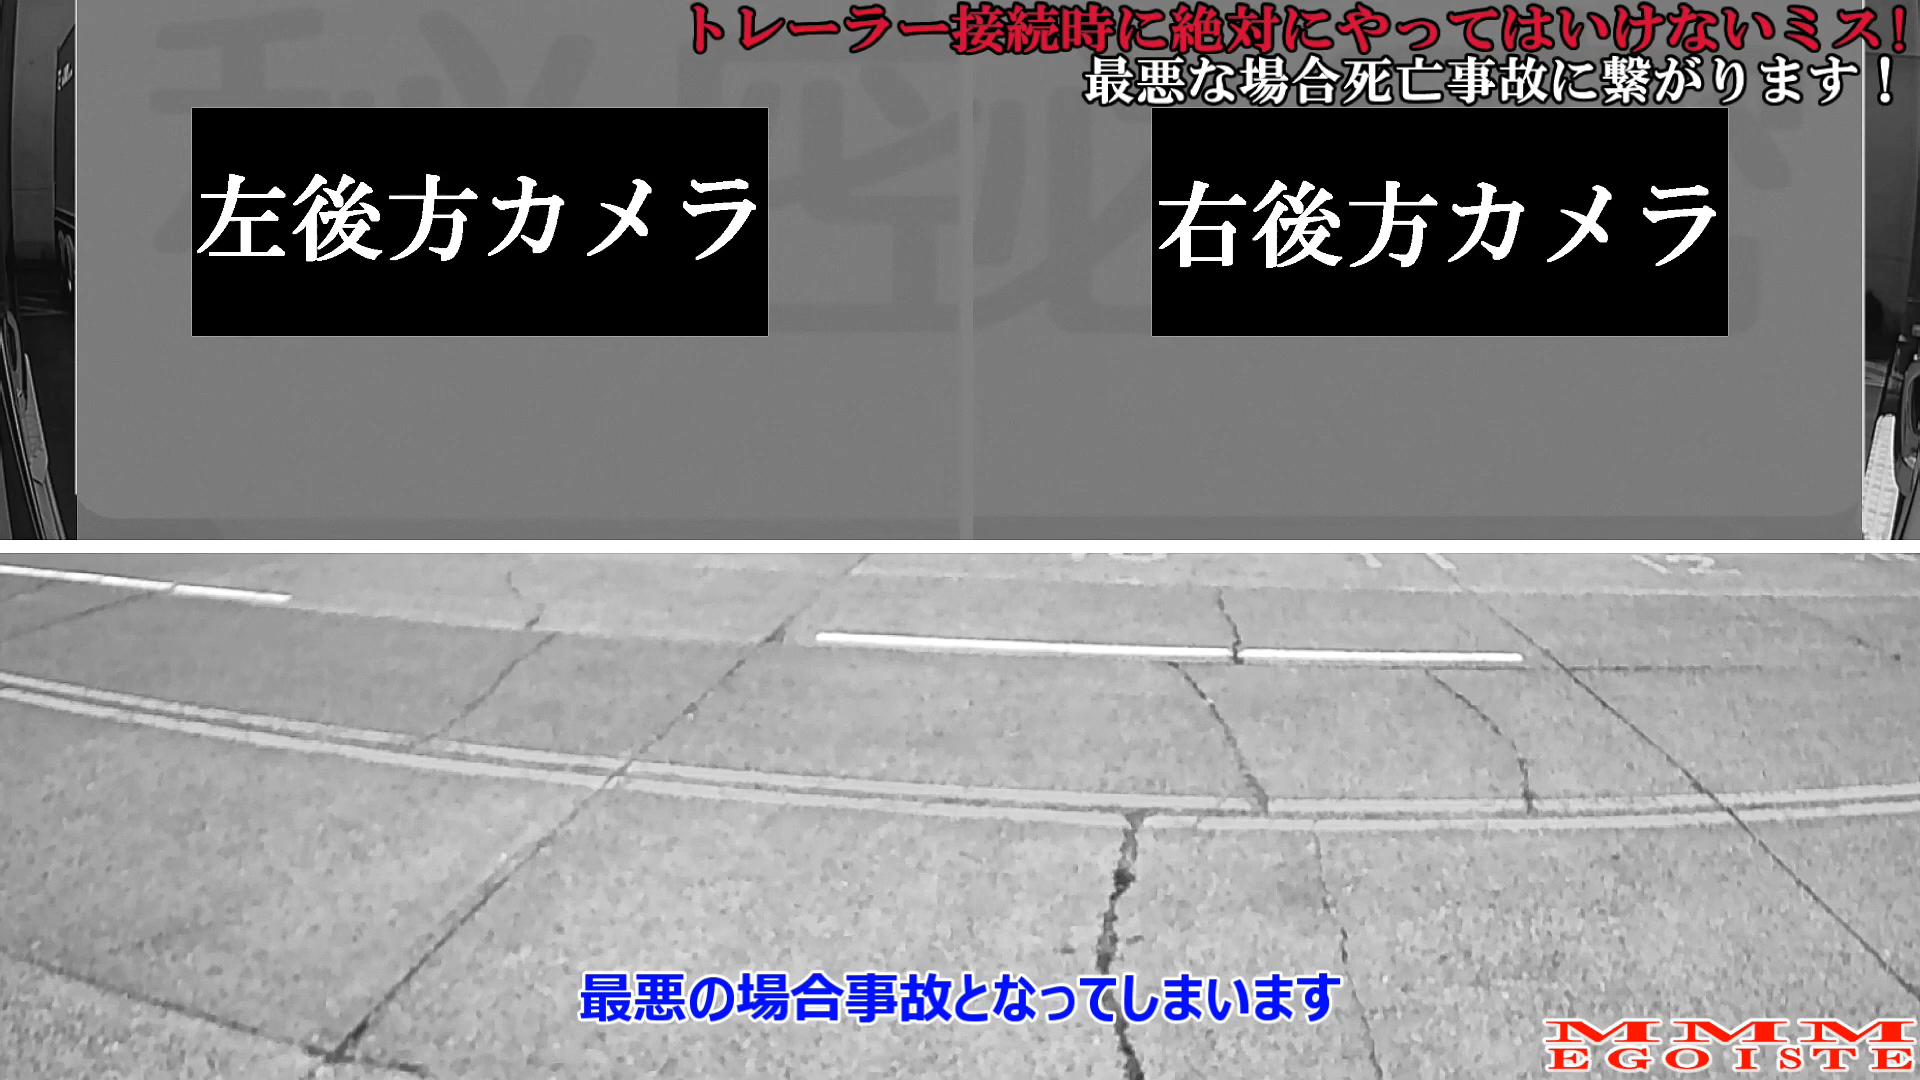 トレーラー接続時に絶対にやってはいけないミス!
最悪な場合死亡事故に繋がります!
左後方カメラ
右後方カメラ
最悪の場合事故となってしまいます
MMM
EGOISTE